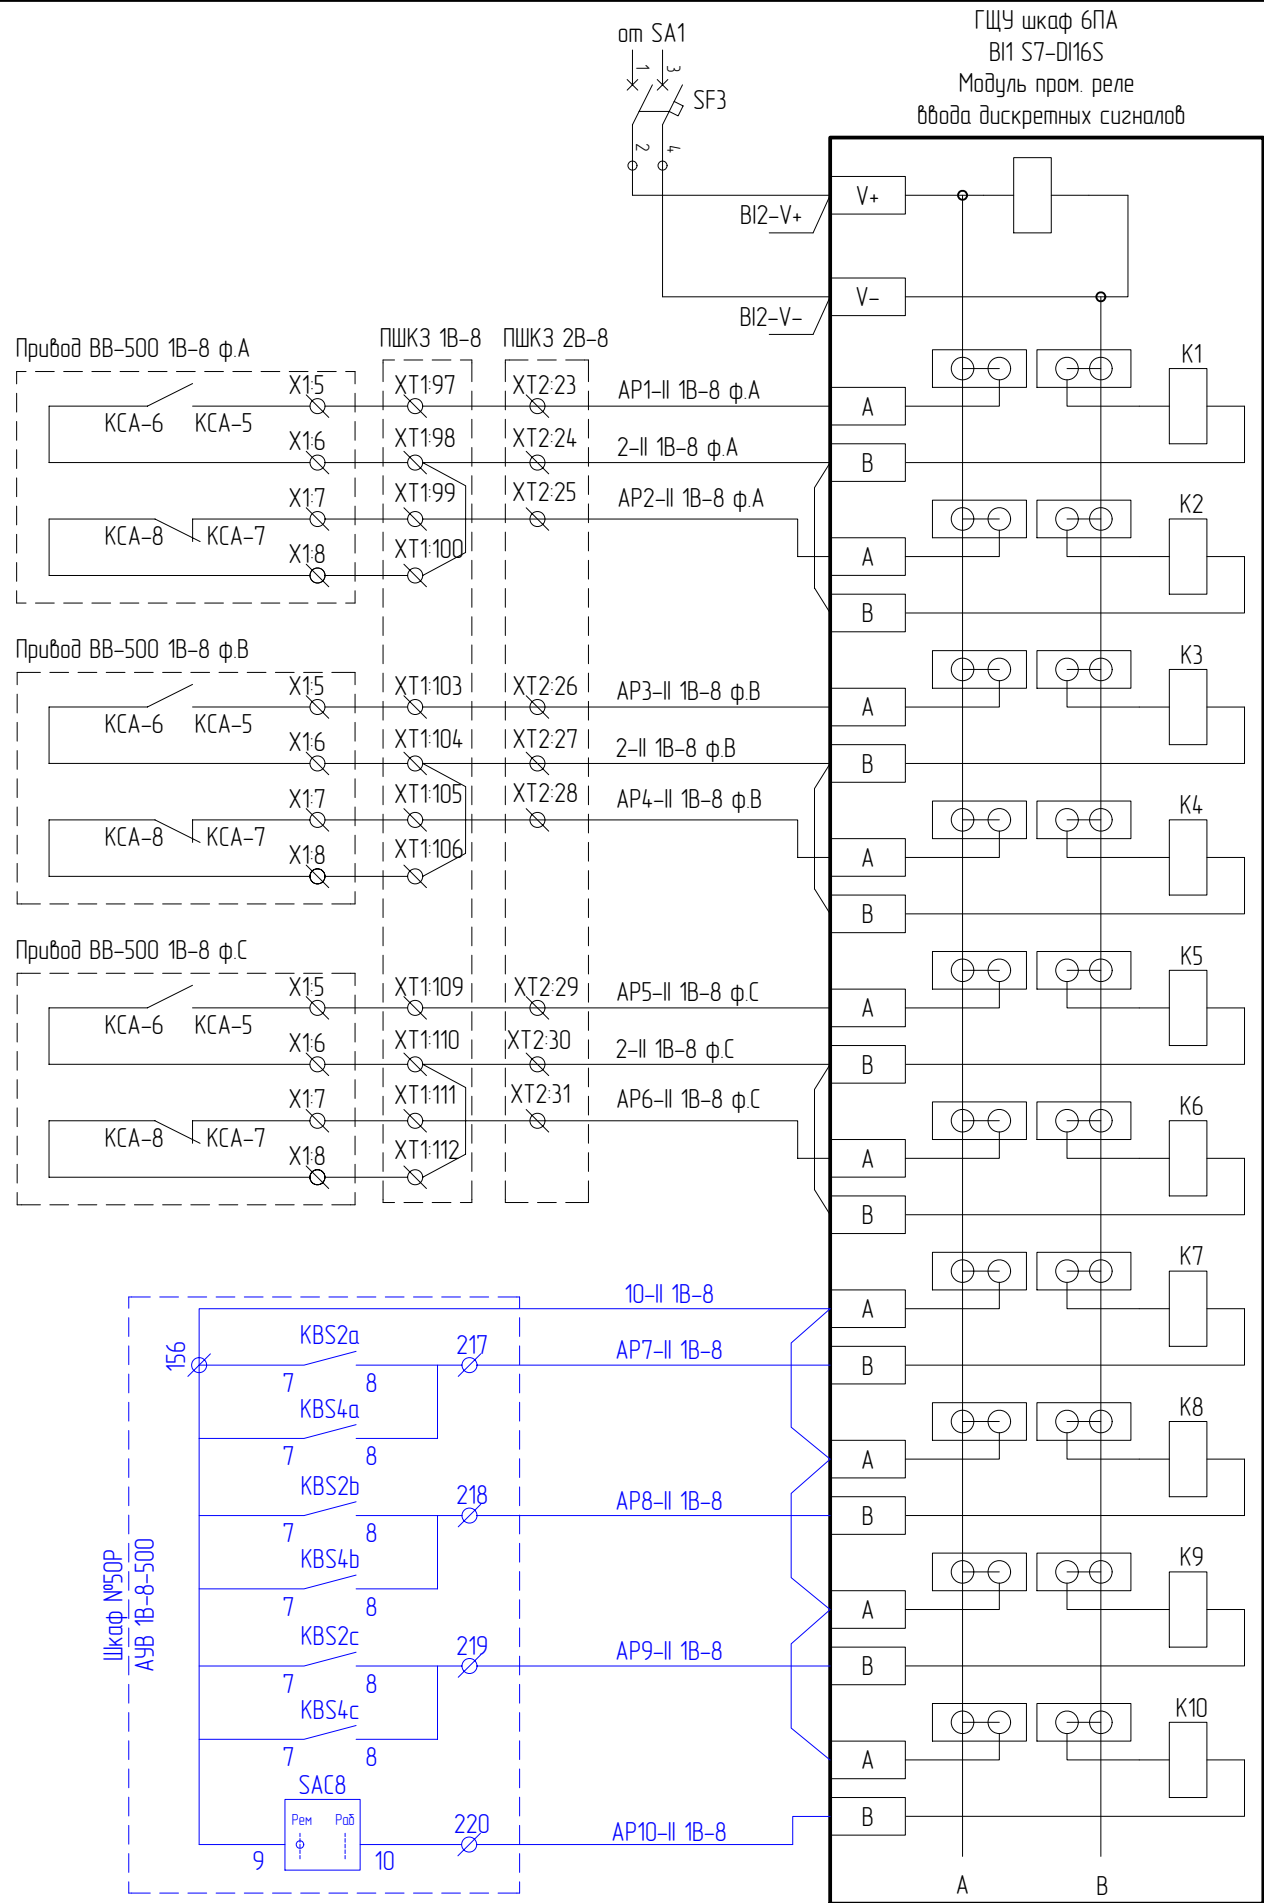 ГЩУ шкаф 6ПА
BI1 S7-DI16S
Модуль пром. реле
ввода дискретных сигналов
от SA1
1 3
SF3
2 4
V+
BI2-V+
V-
BI2-V-
Привод ВВ-500 1В-8 ф.А
ПШКЗ 1В-8 ПШКЗ 2В-8
K1
X1:5 XT1:97 XT2:23 АР1-II 1В-8 ф.А A
КСА-6 КСА-5
X1:6 XT1:98 XT2:24 2-II 1В-8 ф.А B
K2
X1:7 XT1:99 XT2:25 АР2-II 1В-8 ф.А
КСА-8 КСА-7
X1:8 XT1:100 A
B
Привод ВВ-500 1В-8 ф.В
K3
X1:5 XT1:103 XT2:26 АР3-II 1В-8 ф.В A
КСА-6 КСА-5
X1:6 XT1:104 XT2:27 2-II 1В-8 ф.В B
K4
X1:7 XT1:105 XT2:28 АР4-II 1В-8 ф.В
КСА-8 КСА-7
X1:8 XT1:106 A
B
Привод ВВ-500 1В-8 ф.С
K5
X1:5 XT1:109 XT2:29 АР5-II 1В-8 ф.С A
КСА-6 КСА-5
X1:6 XT1:110 XT2:30 2-II 1В-8 ф.С B
K6
X1:7 XT1:111 XT2:31 АР6-II 1В-8 ф.С
КСА-8 КСА-7
X1:8 XT1:112 A
B
K7
10-II 1В-8 A
156 KBS2a 217 АР7-II 1В-8 B
7 8
KBS4a
K8
7 8 A
KBS2b 218 АР8-II 1В-8 B
7 8
KBS4b
K9
7 8 A
Шкаф №50Р
АУВ 1В-8-500
KBS2c 219 АР9-II 1В-8 B
7 8
KBS4c
K10
7 8 A
SAC8
Рем Раб
220 АР10-II 1В-8 B
9 10
A B